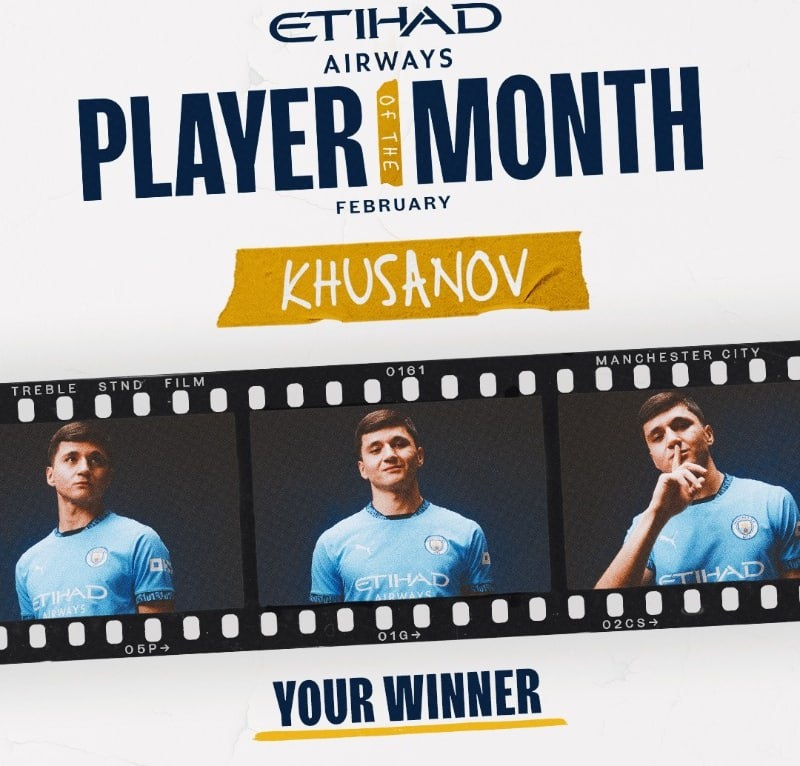 ETIHAD
AIRWAYS
PLAYER OF THE MONTH
FEBRUARY
KHUSANOV
TREBLE STND FILM
0161
MANCHESTER CITY
ETIHAD
AIRWAYS
ETIHAD
AIRWAYS
ETIHAD
05P→
01G→
02CS→
YOUR WINNER